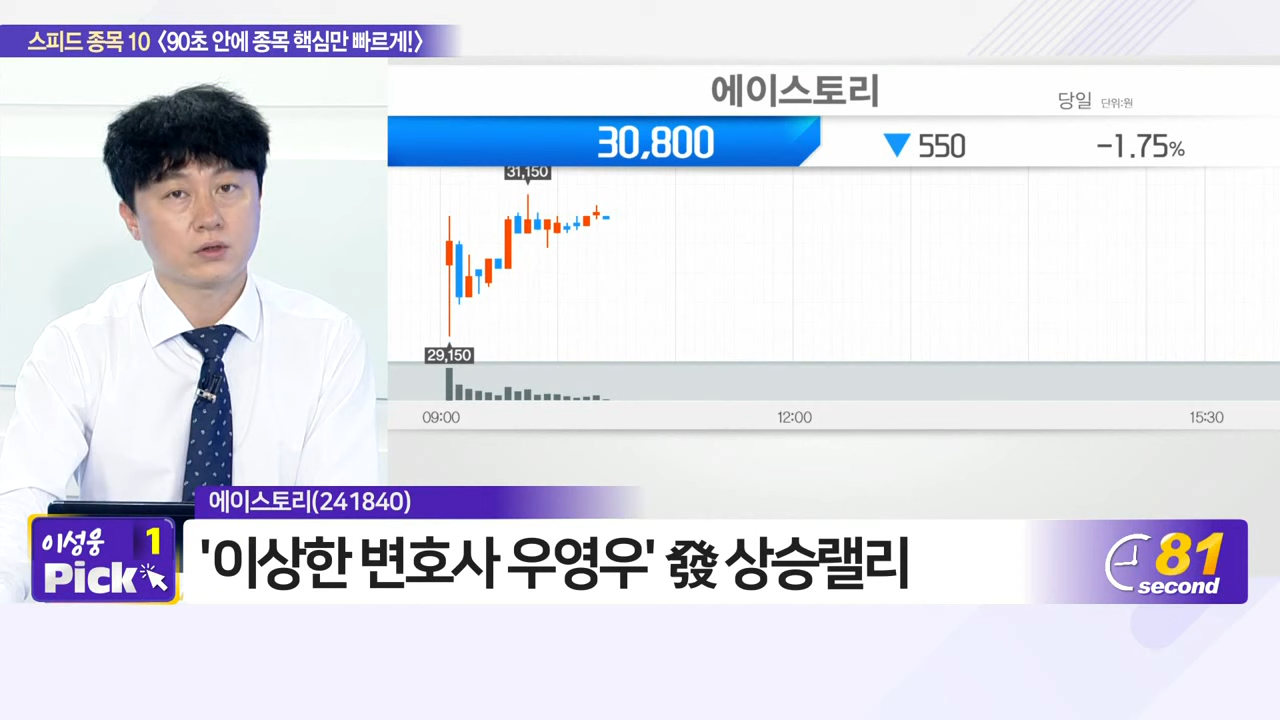 스피드 종목 10 〈90초 안에 종목 핵심만 빠르게!〉
에이스토리
당일 단위:원
30,800 ▼ 550 -1.75%
31,150
29,150
09:00 12:00 15:30
에이스토리(241840)
이성웅 1
Pick
'이상한 변호사 우영우' 發 상승랠리
81
second